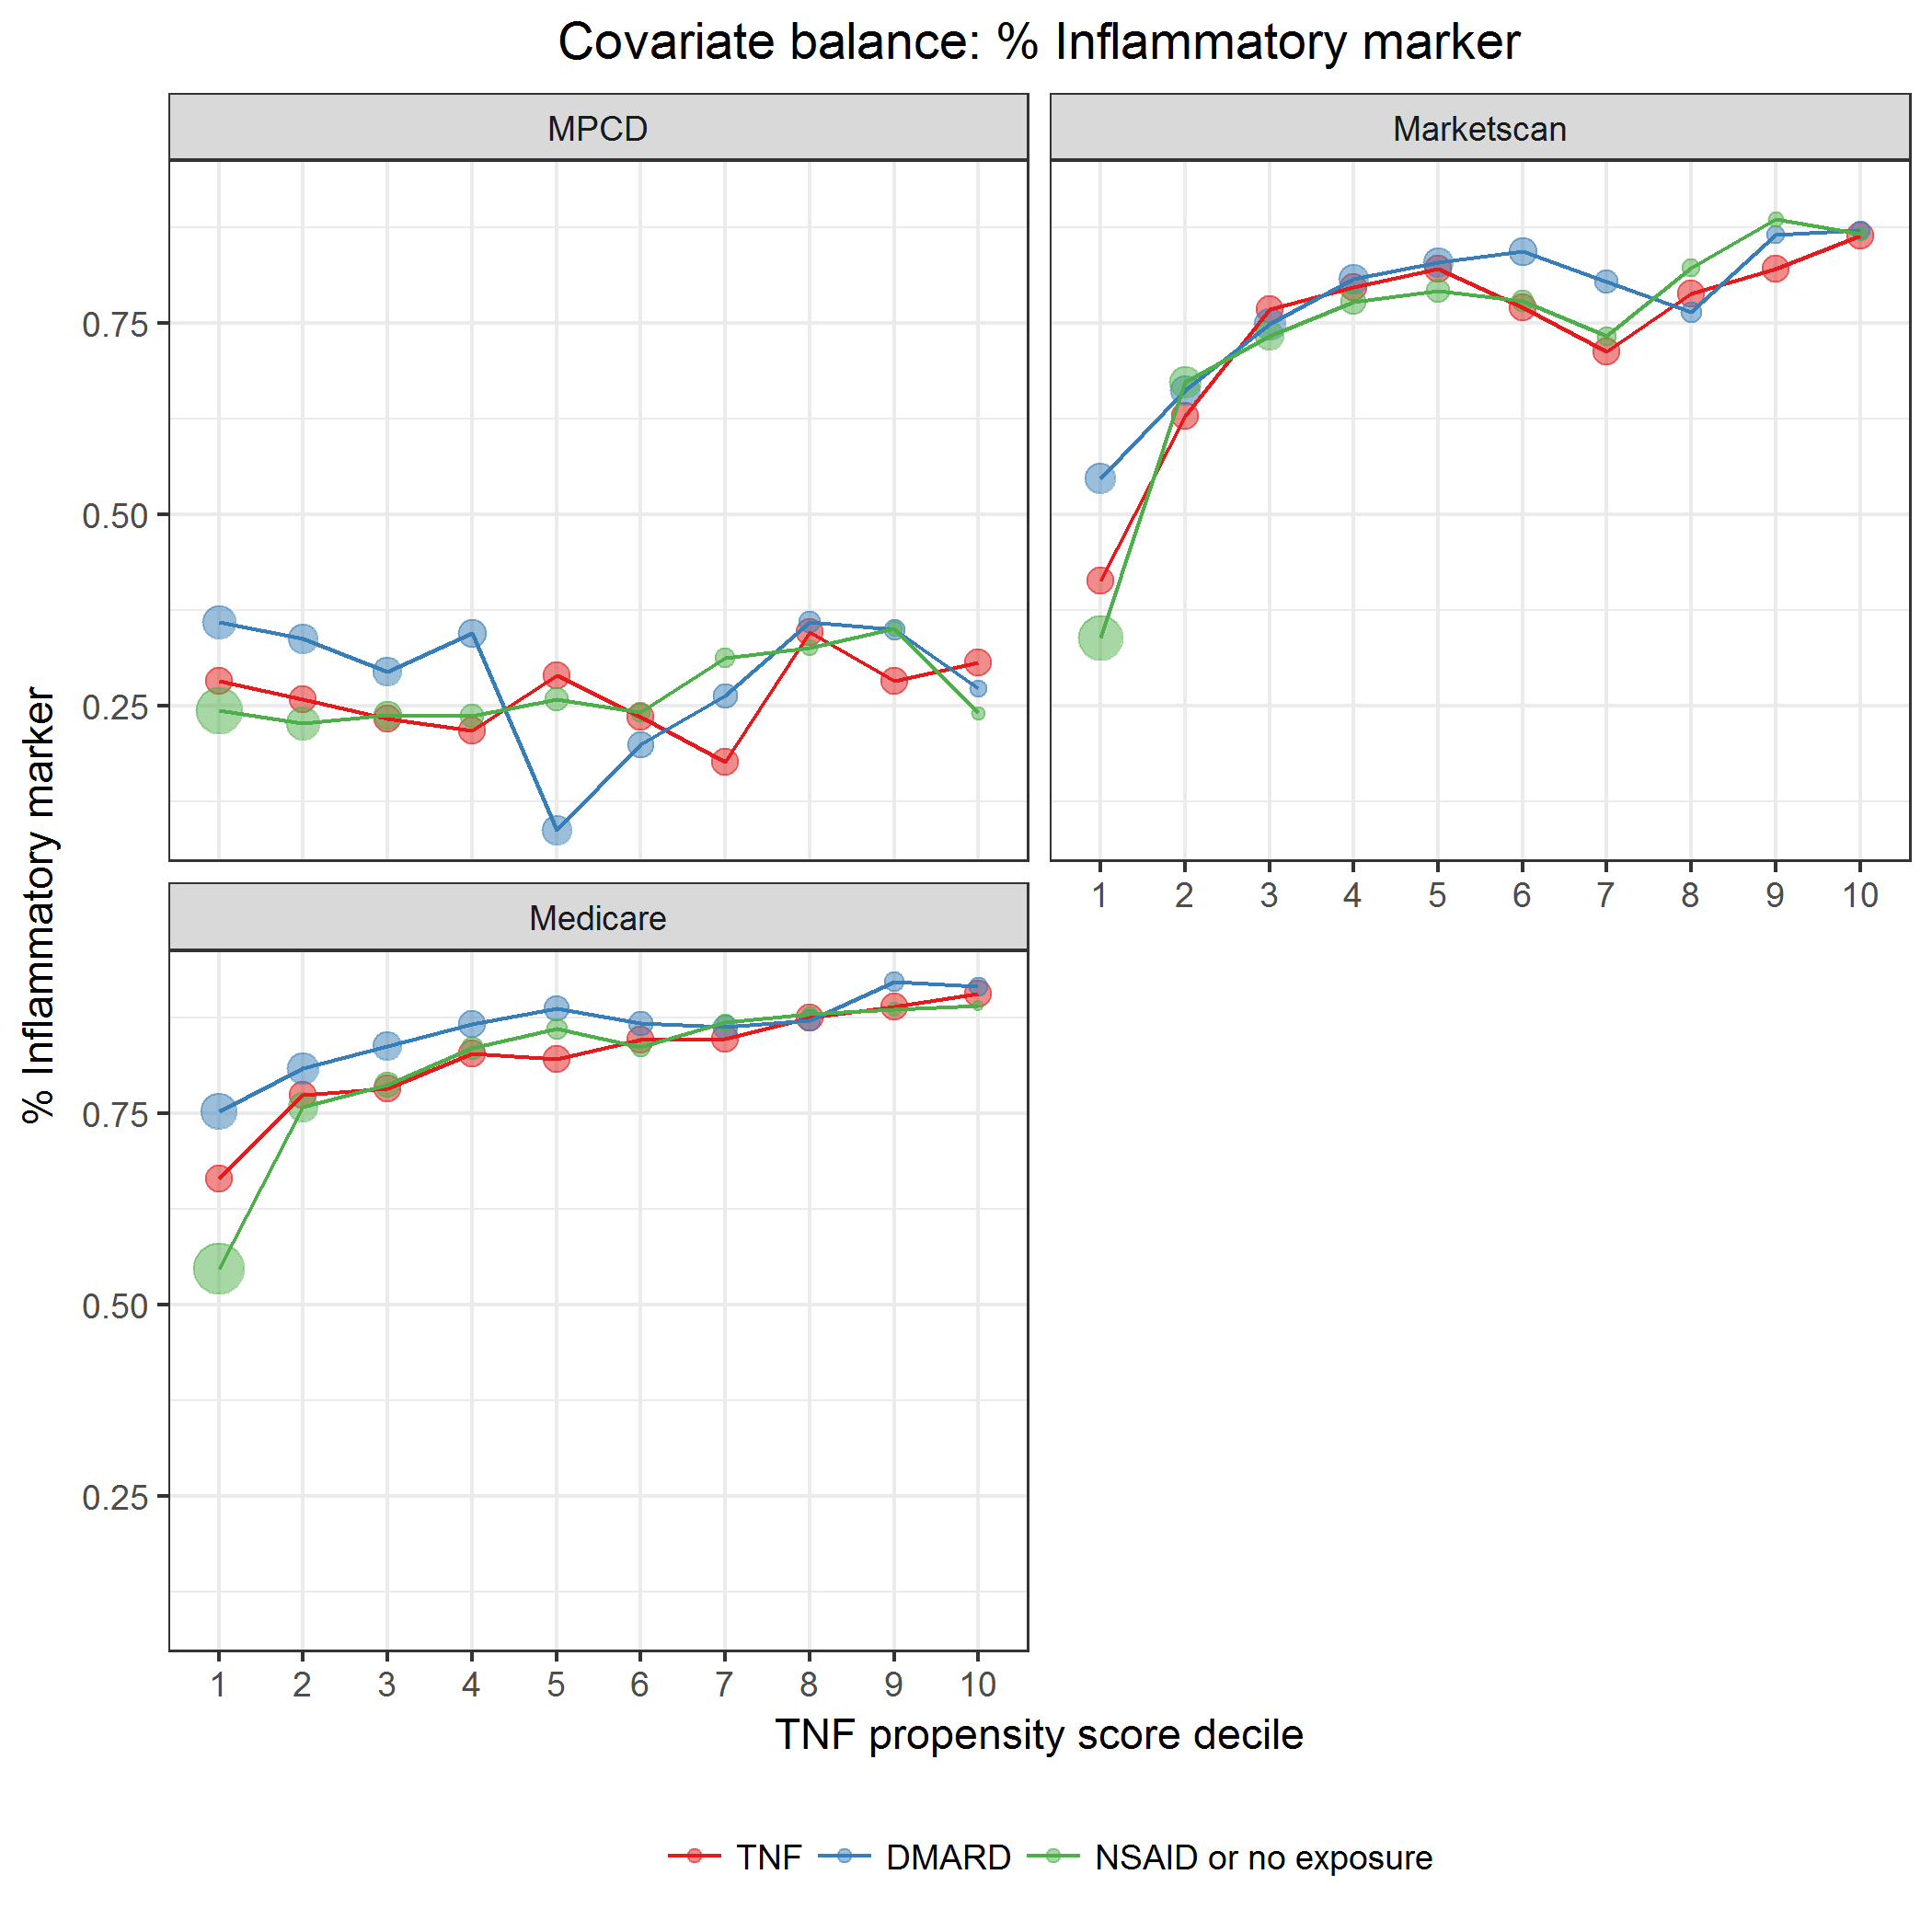 Covariate balance: % Inflammatory marker
MPCD
Marketscan
0.75
0.50
0.25
1 2 3 4 5 6 7 8 9 10
% Inflammatory marker
Medicare
0.75
0.50
0.25
1 2 3 4 5 6 7 8 9 10
TNF propensity score decile
TNF DMARD NSAID or no exposure